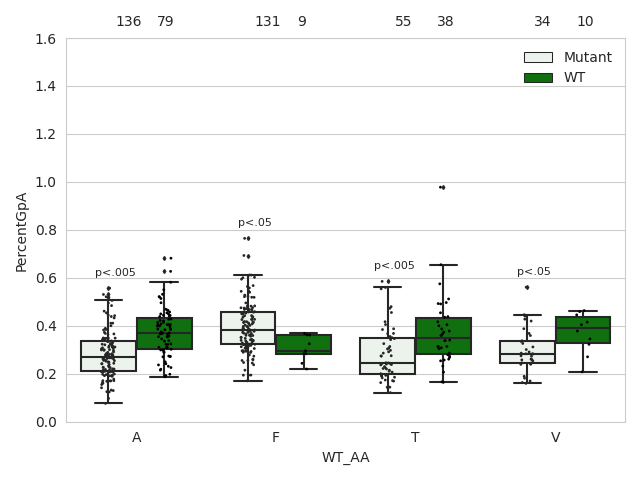 136 79 131 9 55 38 34 10
1.6
Mutant
WT
1.4
1.2
1.0
0.8
0.6
0.4
0.2
0.0
PercentGpA
p<.005
p<.05
p<.005
p<.05
A F T V
WT_AA